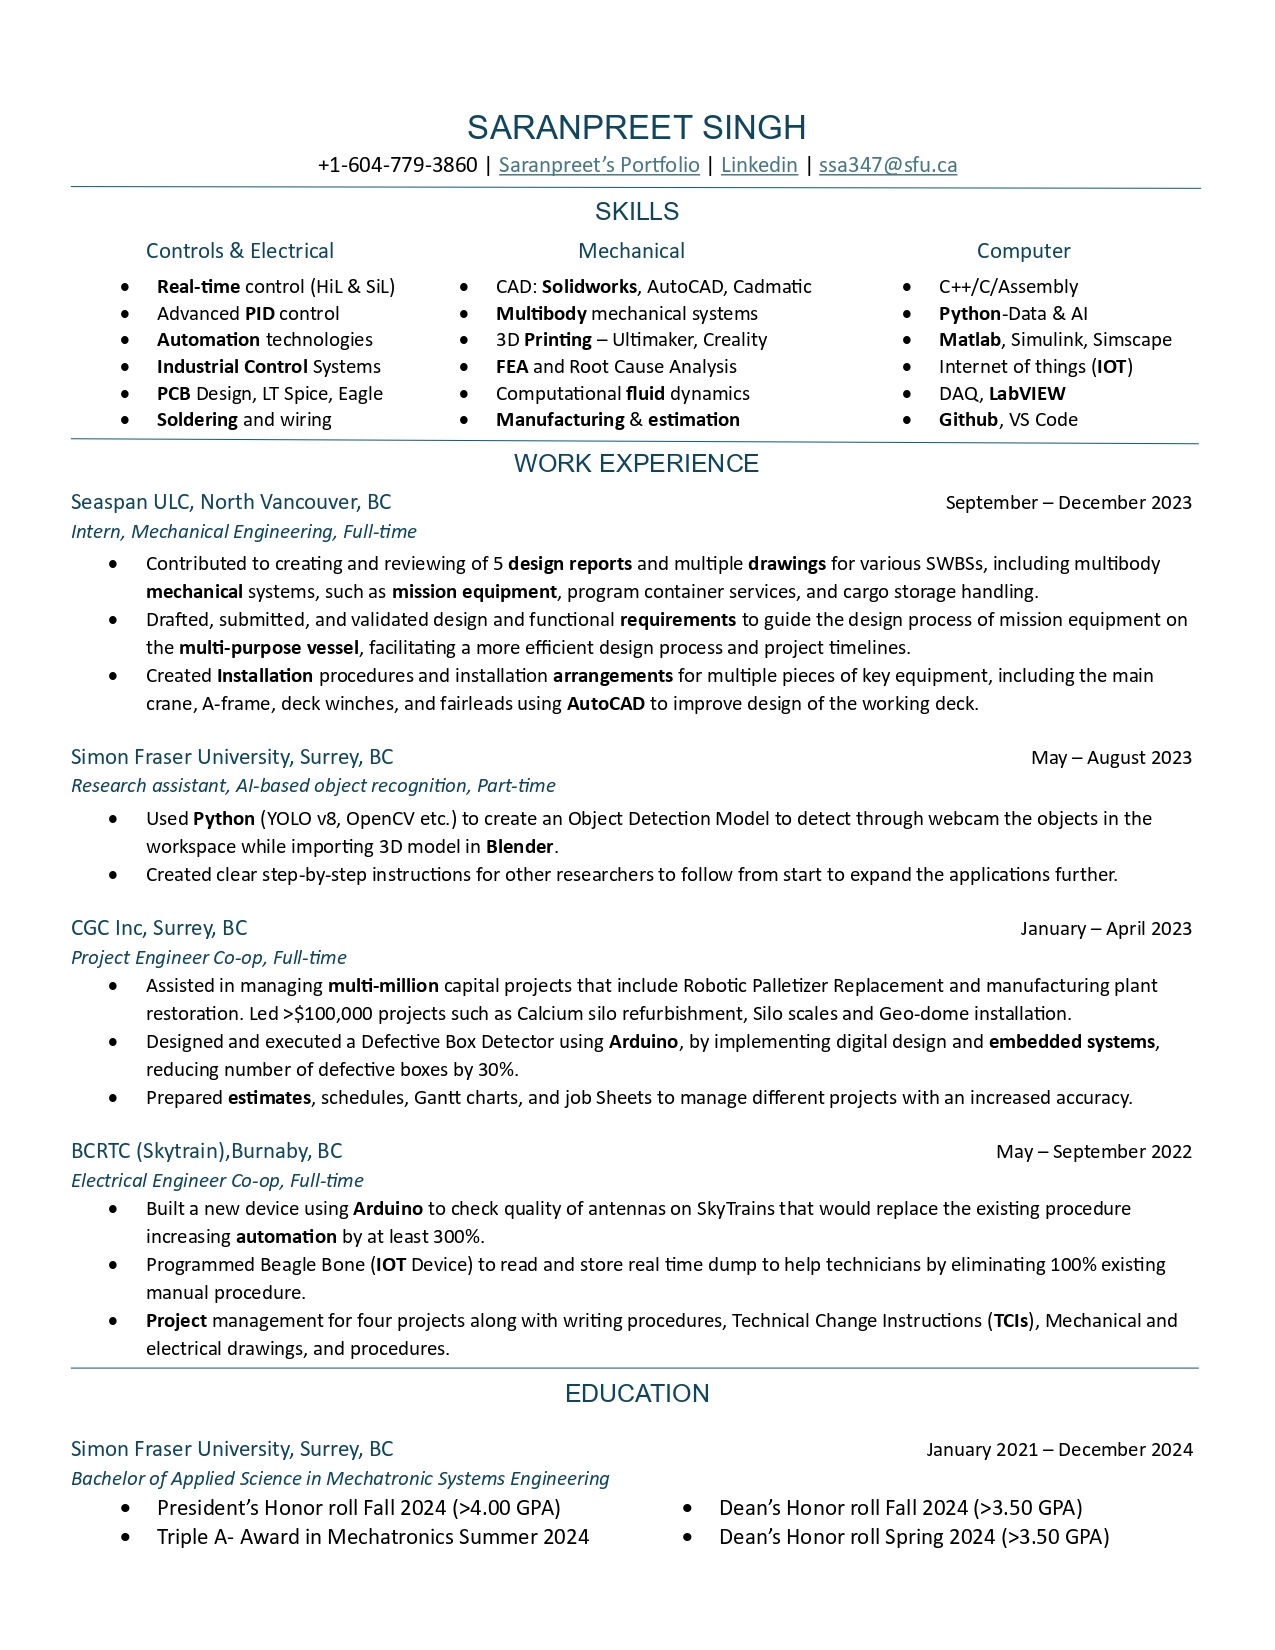 SARANPREET SINGH
+1-604-779-3860 | Saranpreet’s Portfolio | Linkedin | ssa347@sfu.ca
SKILLS
Controls & Electrical
Real-time control (HiL & SiL)
Advanced PID control
Automation technologies
Industrial Control Systems
PCB Design, LT Spice, Eagle
Soldering and wiring
Mechanical
CAD: Solidworks, AutoCAD, Cadmatic
Multibody mechanical systems
3D Printing – Ultimaker, Creality
FEA and Root Cause Analysis
Computational fluid dynamics
Manufacturing & estimation
Computer
C++/C/Assembly
Python-Data & AI
Matlab, Simulink, Simscape
Internet of things (IOT)
DAQ, LabVIEW
Github, VS Code
WORK EXPERIENCE
Seaspan ULC, North Vancouver, BC September – December 2023
Intern, Mechanical Engineering, Full-time
Contributed to creating and reviewing of 5 design reports and multiple drawings for various SWBSs, including multibody
mechanical systems, such as mission equipment, program container services, and cargo storage handling.
Drafted, submitted, and validated design and functional requirements to guide the design process of mission equipment on
the multi-purpose vessel, facilitating a more efficient design process and project timelines.
Created Installation procedures and installation arrangements for multiple pieces of key equipment, including the main
crane, A-frame, deck winches, and fairleads using AutoCAD to improve design of the working deck.
Simon Fraser University, Surrey, BC May – August 2023
Research assistant, AI-based object recognition, Part-time
Used Python (YOLO v8, OpenCV etc.) to create an Object Detection Model to detect through webcam the objects in the
workspace while importing 3D model in Blender.
Created clear step-by-step instructions for other researchers to follow from start to expand the applications further.
CGC Inc, Surrey, BC January – April 2023
Project Engineer Co-op, Full-time
Assisted in managing multi-million capital projects that include Robotic Palletizer Replacement and manufacturing plant
restoration. Led >$100,000 projects such as Calcium silo refurbishment, Silo scales and Geo-dome installation.
Designed and executed a Defective Box Detector using Arduino, by implementing digital design and embedded systems,
reducing number of defective boxes by 30%.
Prepared estimates, schedules, Gantt charts, and job Sheets to manage different projects with an increased accuracy.
BCRTC (Skytrain),Burnaby, BC May – September 2022
Electrical Engineer Co-op, Full-time
Built a new device using Arduino to check quality of antennas on SkyTrains that would replace the existing procedure
increasing automation by at least 300%.
Programmed Beagle Bone (IOT Device) to read and store real time dump to help technicians by eliminating 100% existing
manual procedure.
Project management for four projects along with writing procedures, Technical Change Instructions (TCIs), Mechanical and
electrical drawings, and procedures.
EDUCATION
Simon Fraser University, Surrey, BC January 2021 – December 2024
Bachelor of Applied Science in Mechatronic Systems Engineering
President’s Honor roll Fall 2024 (>4.00 GPA)
Triple A- Award in Mechatronics Summer 2024
Dean’s Honor roll Fall 2024 (>3.50 GPA)
Dean’s Honor roll Spring 2024 (>3.50 GPA)